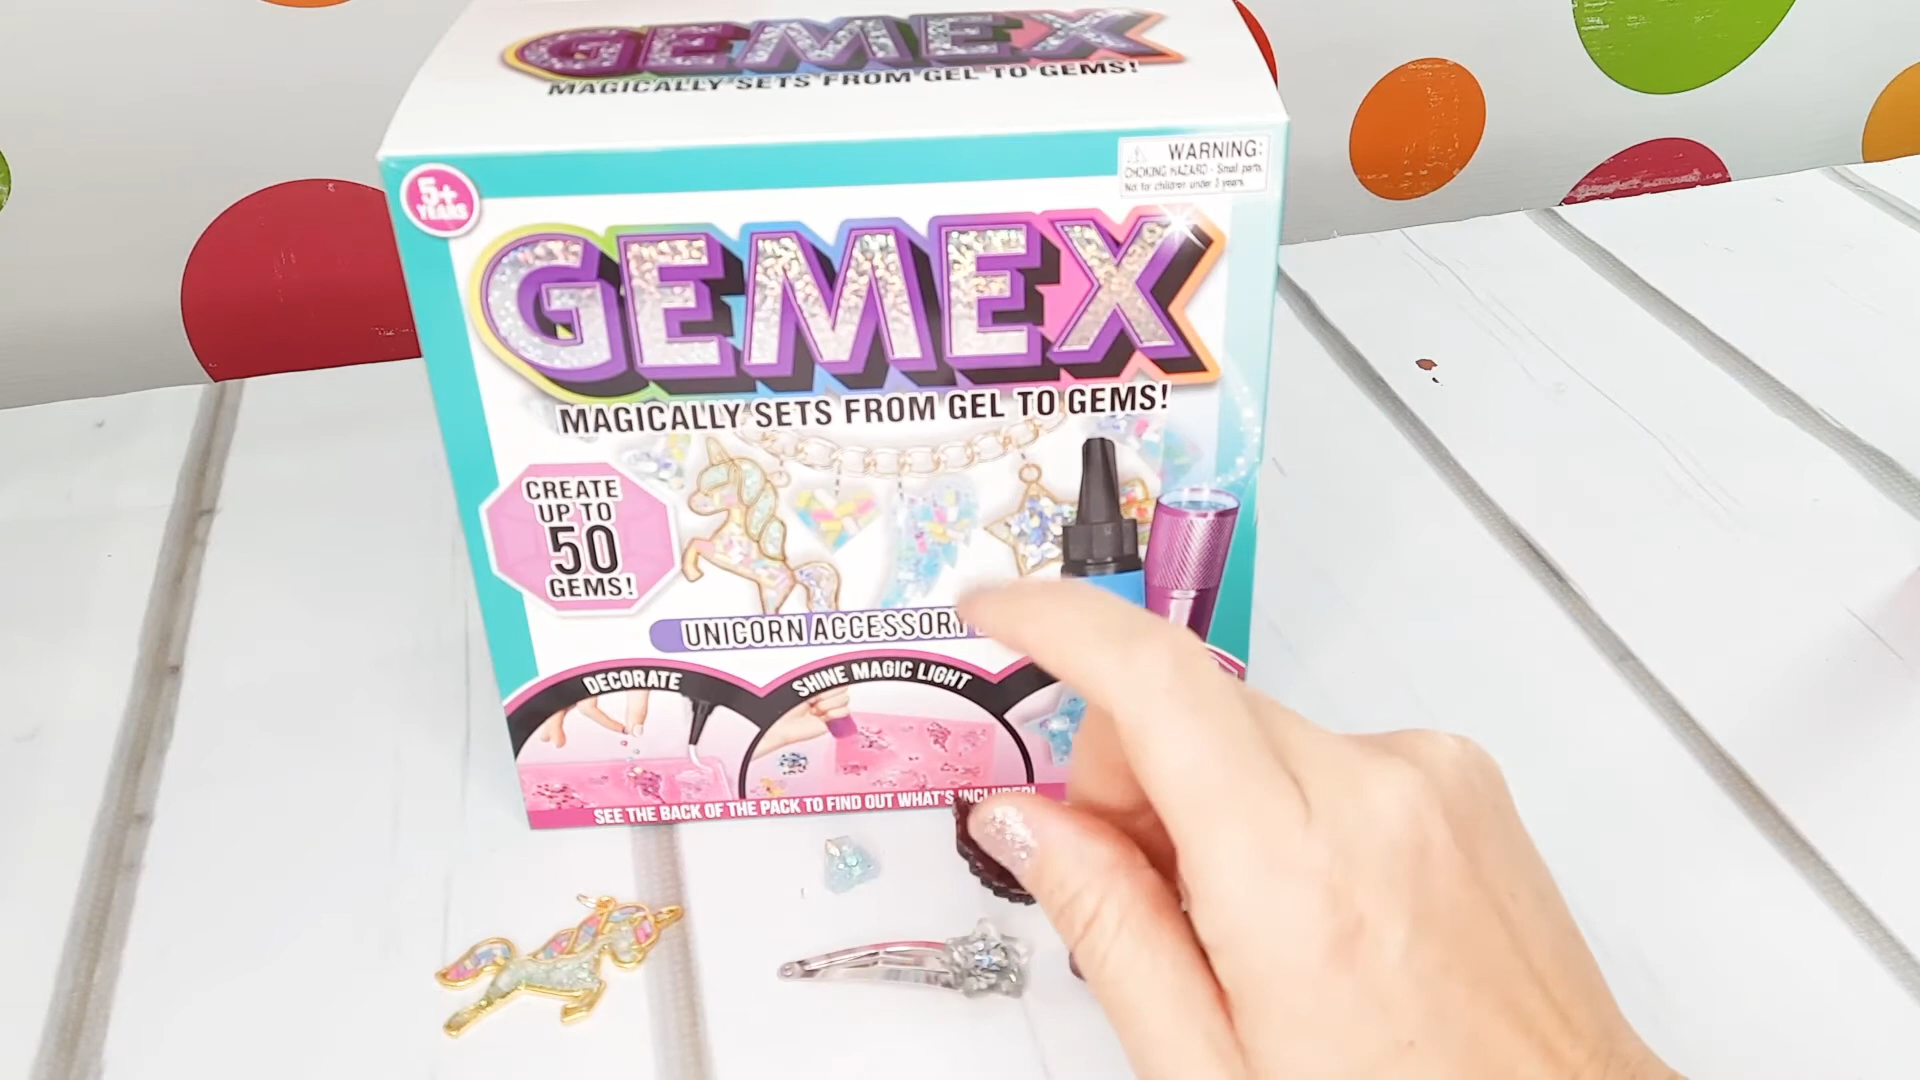 GEMEX
MAGICALLY SETS FROM GEL TO GEMS!
5+
YEARS
WARNING:
CHOKING HAZARD - Small parts.
Not for children under 3 years.
GEMEX
MAGICALLY SETS FROM GEL TO GEMS!
CREATE
UP TO
50
GEMS!
UNICORN ACCESSORY
DECORATE
SHINE MAGIC LIGHT
SEE THE BACK OF THE PACK TO FIND OUT WHAT'S INCLUDED!